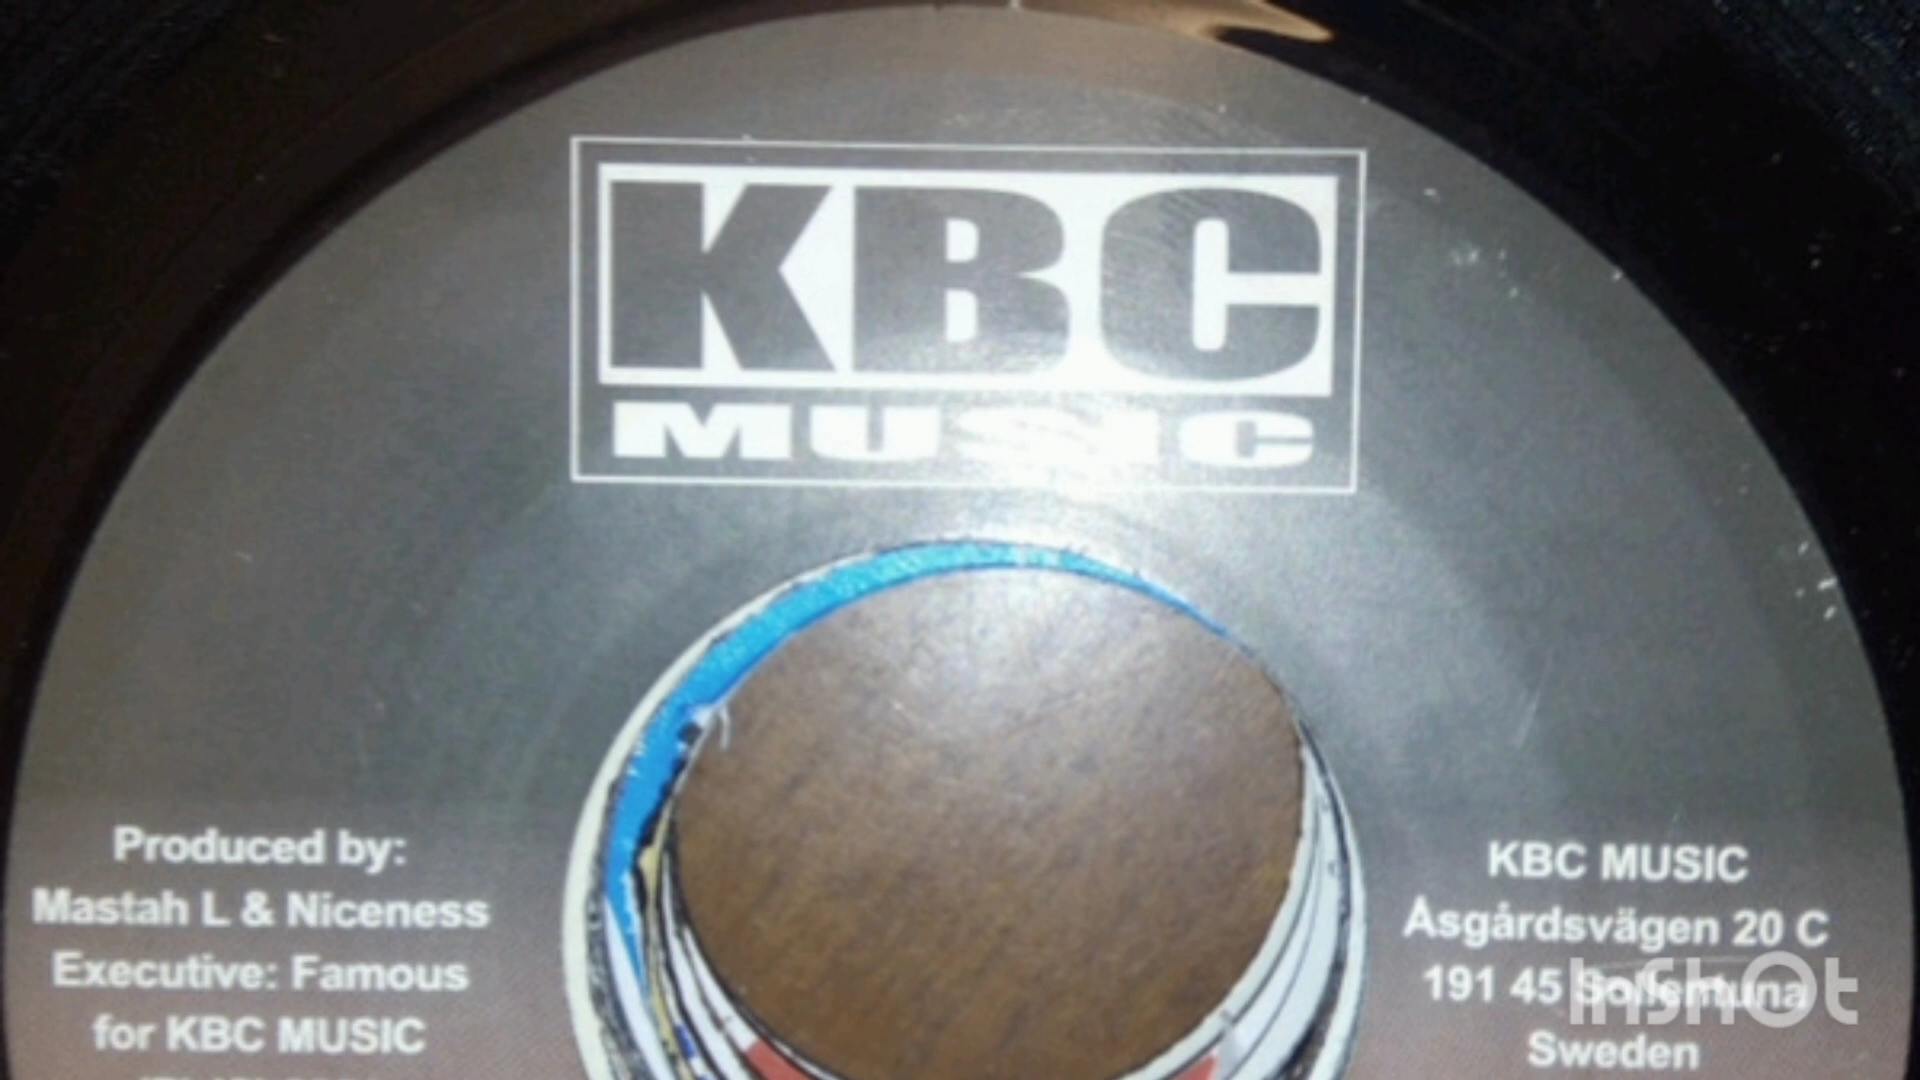 KBC
MUSIC
Produced by:
Mastah L & Niceness
Executive: Famous
for KBC MUSIC
KBC MUSIC
Åsgårdsvägen 20 C
191 45 Sollentuna
Sweden
InShOt